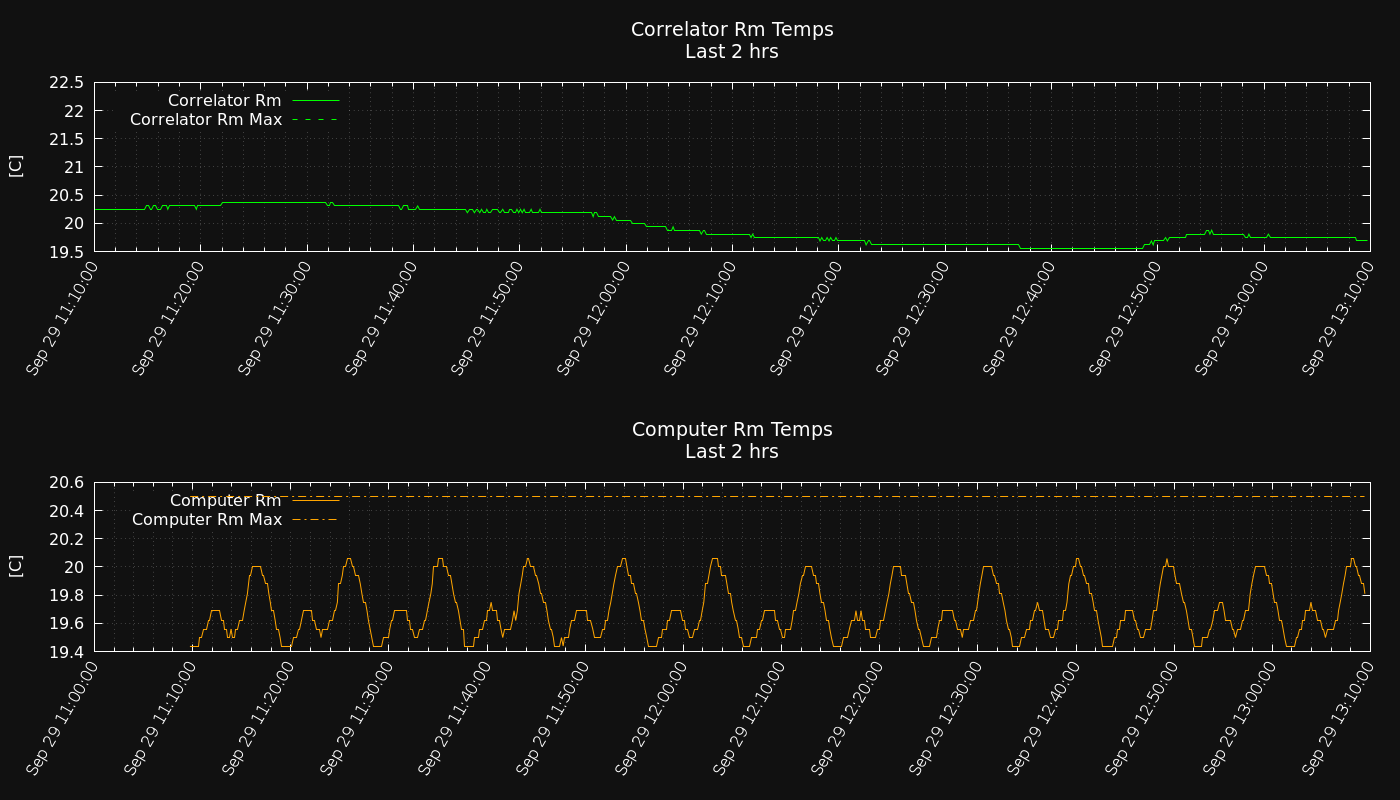 Correlator Rm Temps
Last 2 hrs
22.5
22
21.5
21
20.5
20
19.5
[C]
Correlator Rm
Correlator Rm Max
Sep 29 11:10:00
Sep 29 11:20:00
Sep 29 11:30:00
Sep 29 11:40:00
Sep 29 11:50:00
Sep 29 12:00:00
Sep 29 12:10:00
Sep 29 12:20:00
Sep 29 12:30:00
Sep 29 12:40:00
Sep 29 12:50:00
Sep 29 13:00:00
Sep 29 13:10:00
Computer Rm Temps
Last 2 hrs
20.6
20.4
20.2
20
19.8
19.6
19.4
[C]
Computer Rm
Computer Rm Max
Sep 29 11:00:00
Sep 29 11:10:00
Sep 29 11:20:00
Sep 29 11:30:00
Sep 29 11:40:00
Sep 29 11:50:00
Sep 29 12:00:00
Sep 29 12:10:00
Sep 29 12:20:00
Sep 29 12:30:00
Sep 29 12:40:00
Sep 29 12:50:00
Sep 29 13:00:00
Sep 29 13:10:00